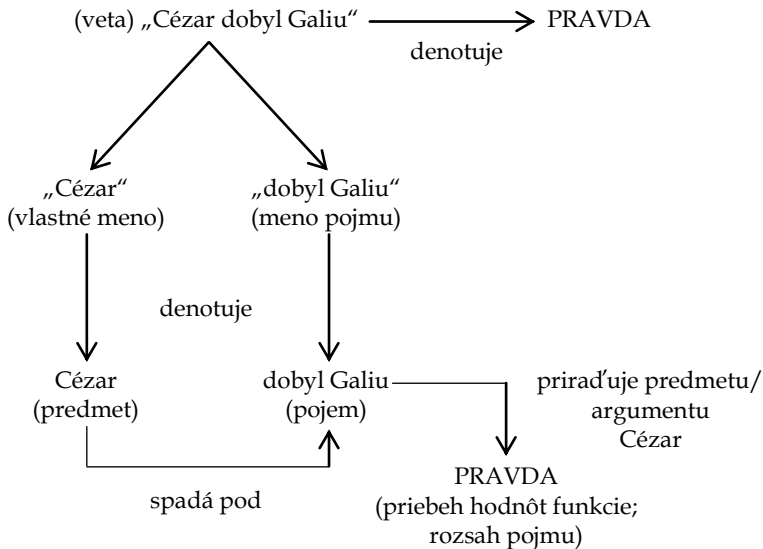 (veta) „Cézar dobyl Galiu“
PRAVDA
denotuje
„Cézar“
(vlastné meno)
„dobyl Galiu“
(meno pojmu)
denotuje
Cézar
(predmet)
dobyl Galiu
(pojem)
priraďuje predmetu/
argumentu
Cézar
spadá pod
PRAVDA
(priebeh hodnôt funkcie;
rozsah pojmu)